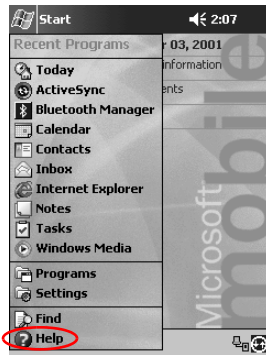 Start 2:07
Recent Programs r 03, 2001
Today information
ActiveSync ents
Bluetooth Manager
Calendar
Contacts
Inbox
Internet Explorer
Notes
Tasks
Windows Media
Programs
Settings
Find
Help
Microsoft
mobile